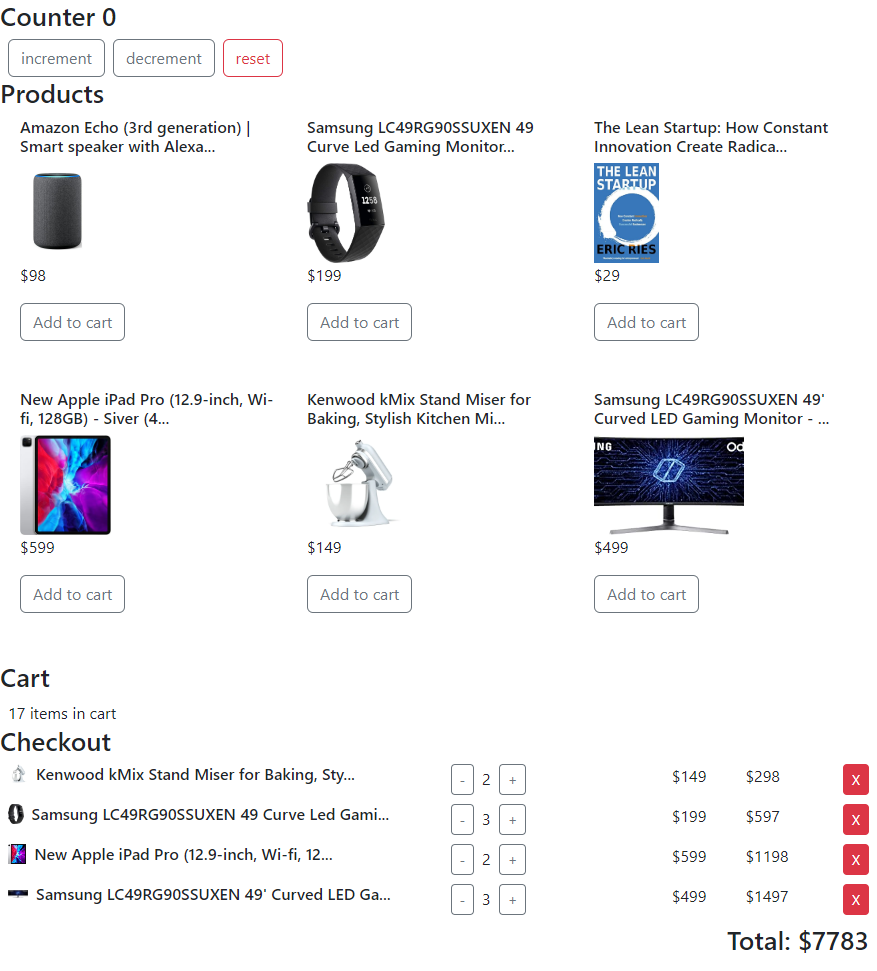 Counter 0
increment decrement reset
Products
Amazon Echo (3rd generation) |
Smart speaker with Alexa...
$98
Add to cart
Samsung LC49RG90SSUXEN 49
Curve Led Gaming Monitor...
12:58
$199
Add to cart
The Lean Startup: How Constant
Innovation Create Radica...
THE LEAN
STARTUP
ERIC RIES
$29
Add to cart
New Apple iPad Pro (12.9-inch, Wi-
fi, 128GB) - Siver (4...
$599
Add to cart
Kenwood kMix Stand Miser for
Baking, Stylish Kitchen Mi...
$149
Add to cart
Samsung LC49RG90SSUXEN 49'
Curved LED Gaming Monitor - ...
NG Od
$499
Add to cart
Cart
17 items in cart
Checkout
Kenwood kMix Stand Miser for Baking, Sty... - 2 + $149 $298 X
Samsung LC49RG90SSUXEN 49 Curve Led Gami... - 3 + $199 $597 X
New Apple iPad Pro (12.9-inch, Wi-fi, 12... - 2 + $599 $1198 X
Samsung LC49RG90SSUXEN 49' Curved LED Ga... - 3 + $499 $1497 X
Total: $7783